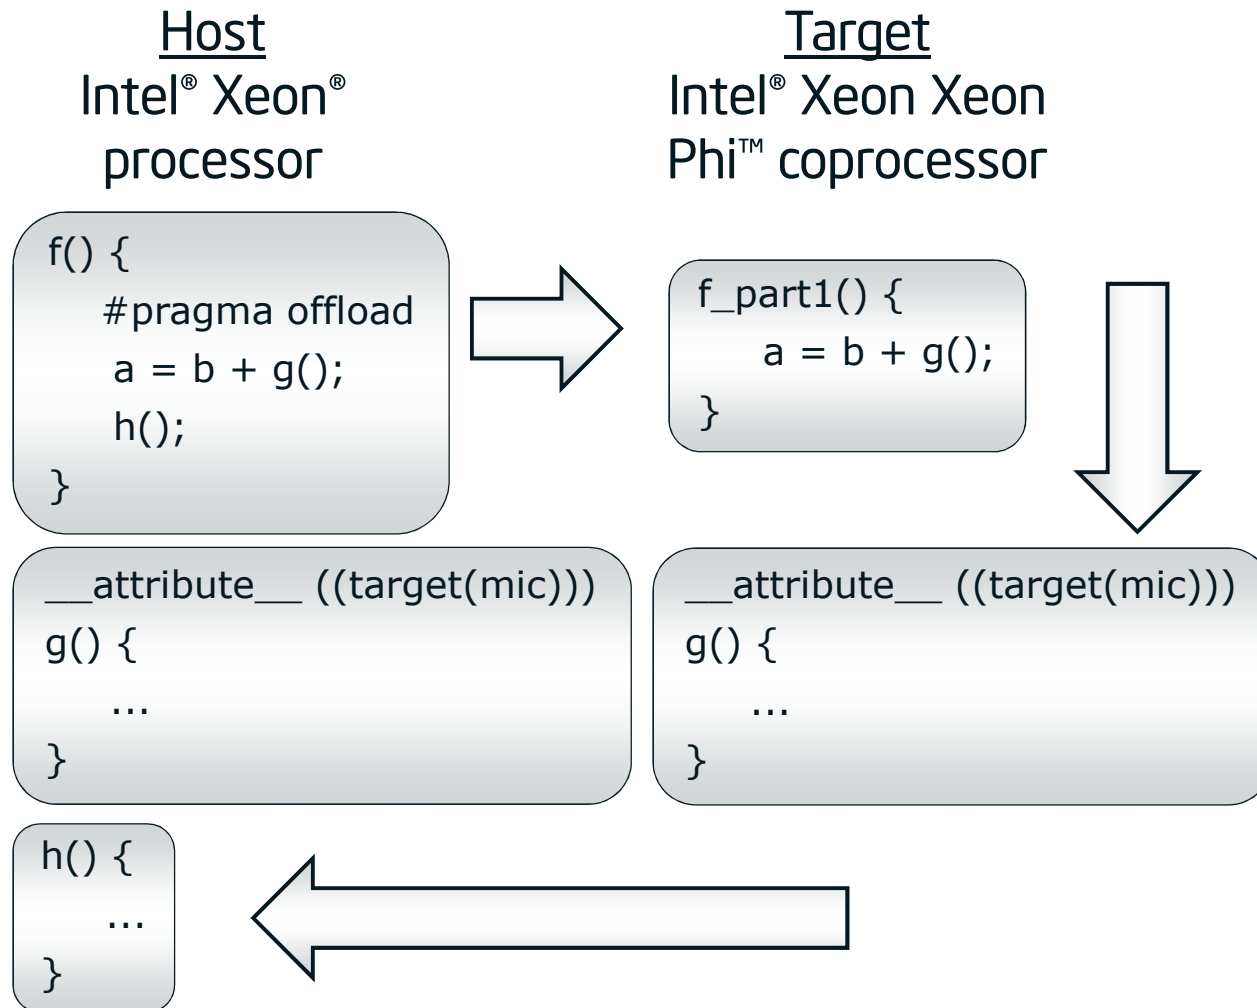 Host
Intel® Xeon®
processor
Target
Intel® Xeon Xeon
Phi™ coprocessor
f() {
#pragma offload
a = b + g();
h();
}
f_part1() {
a = b + g();
}
__attribute__ ((target(mic)))
g() {
...
}
__attribute__ ((target(mic)))
g() {
...
}
h() {
...
}